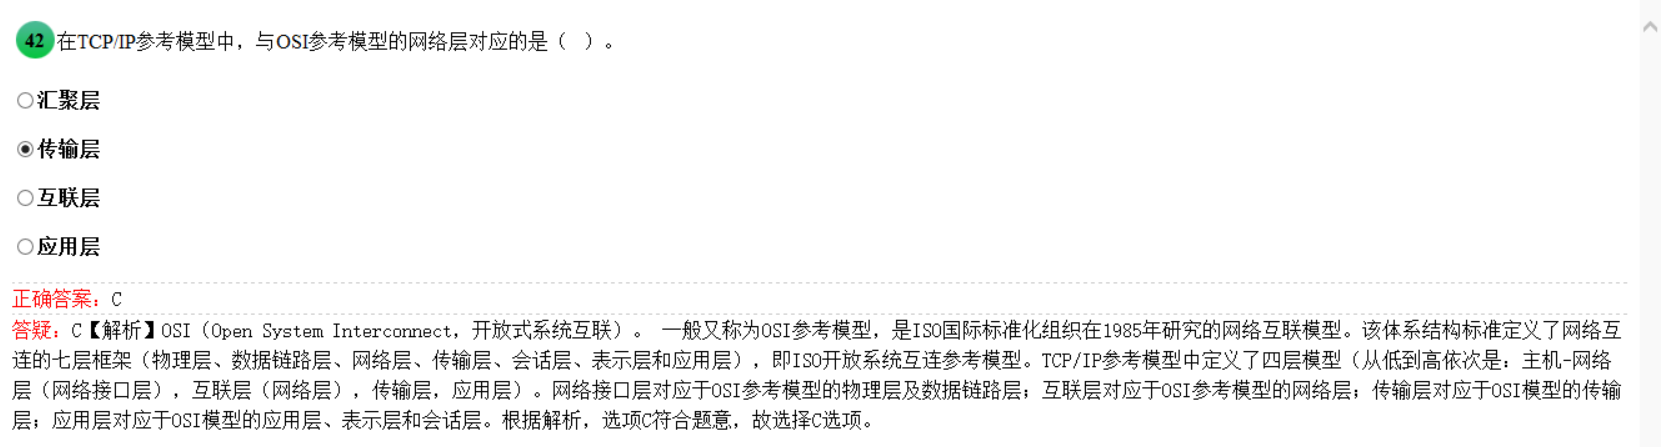 42 在TCP/IP参考模型中，与OSI参考模型的网络层对应的是（ ）。
汇聚层
传输层
互联层
应用层
正确答案：C
答疑：C【解析】OSI（Open System Interconnect，开放式系统互联）。 一般又称为OSI参考模型，是ISO国际标准化组织在1985年研究的网络互联模型。该体系结构标准定义了网络互
连的七层框架（物理层、数据链路层、网络层、传输层、会话层、表示层和应用层），即ISO开放系统互连参考模型。TCP/IP参考模型中定义了四层模型（从低到高依次是：主机-网络
层（网络接口层），互联层（网络层），传输层，应用层）。网络接口层对应于OSI参考模型的物理层及数据链路层；互联层对应于OSI参考模型的网络层；传输层对应于OSI模型的传输
层；应用层对应于OSI模型的应用层、表示层和会话层。根据解析，选项C符合题意，故选择C选项。